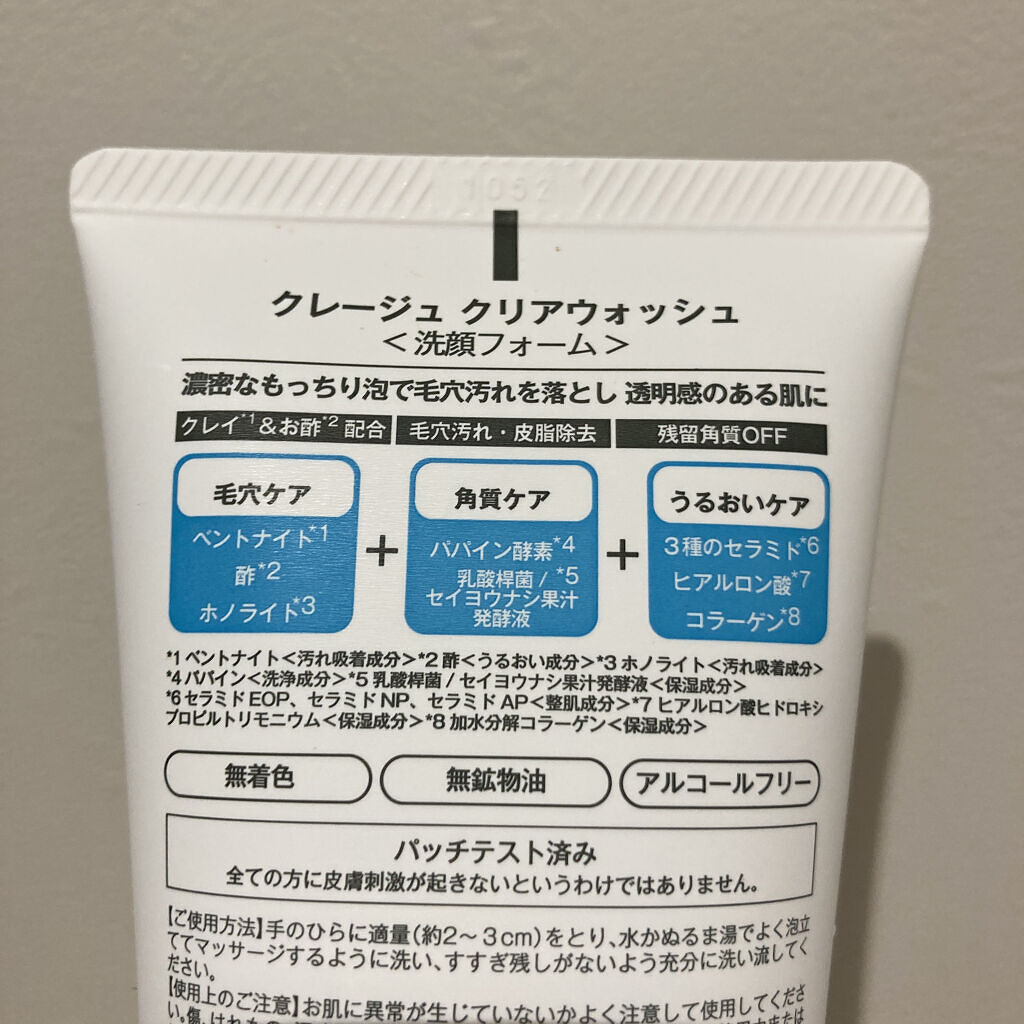 1052
クレージュ クリアウォッシュ
＜洗顔フォーム＞
濃密なもっちり泡で毛穴汚れを落とし 透明感のある肌に
クレイ*1&お酢*2 配合
毛穴汚れ・皮脂除去
残留角質OFF
毛穴ケア
ベントナイト*1
酢*2
ホノライト*3
+
角質ケア
パパイン酵素*4
乳酸桿菌/*5
セイヨウナシ果汁
発酵液
+
うるおいケア
3種のセラミド*6
ヒアルロン酸*7
コラーゲン*8
*1 ベントナイト<汚れ吸着成分>*2 酢<うるおい成分>*3 ホノライト<汚れ吸着成分>
*4 パパイン<洗浄成分>*5 乳酸桿菌/セイヨウナシ果汁発酵液<保湿成分>
*6 セラミドEOP、セラミドNP、セラミドAP<整肌成分>*7 ヒアルロン酸ヒドロキシ
プロピルトリモニウム<保湿成分>*8 加水分解コラーゲン<保湿成分>
無着色
無鉱物油
アルコールフリー
パッチテスト済み
全ての方に皮膚刺激が起きないというわけではありません。
【ご使用方法】手のひらに適量(約2～3cm)をとり、水かぬるま湯でよく泡立
ててマッサージするように洗い、すすぎ残しがないよう充分に洗い流してく
ださい。
【使用上のご注意】お肌に異常が生じていないかよく注意して使用してくださ
い。傷、はれもの